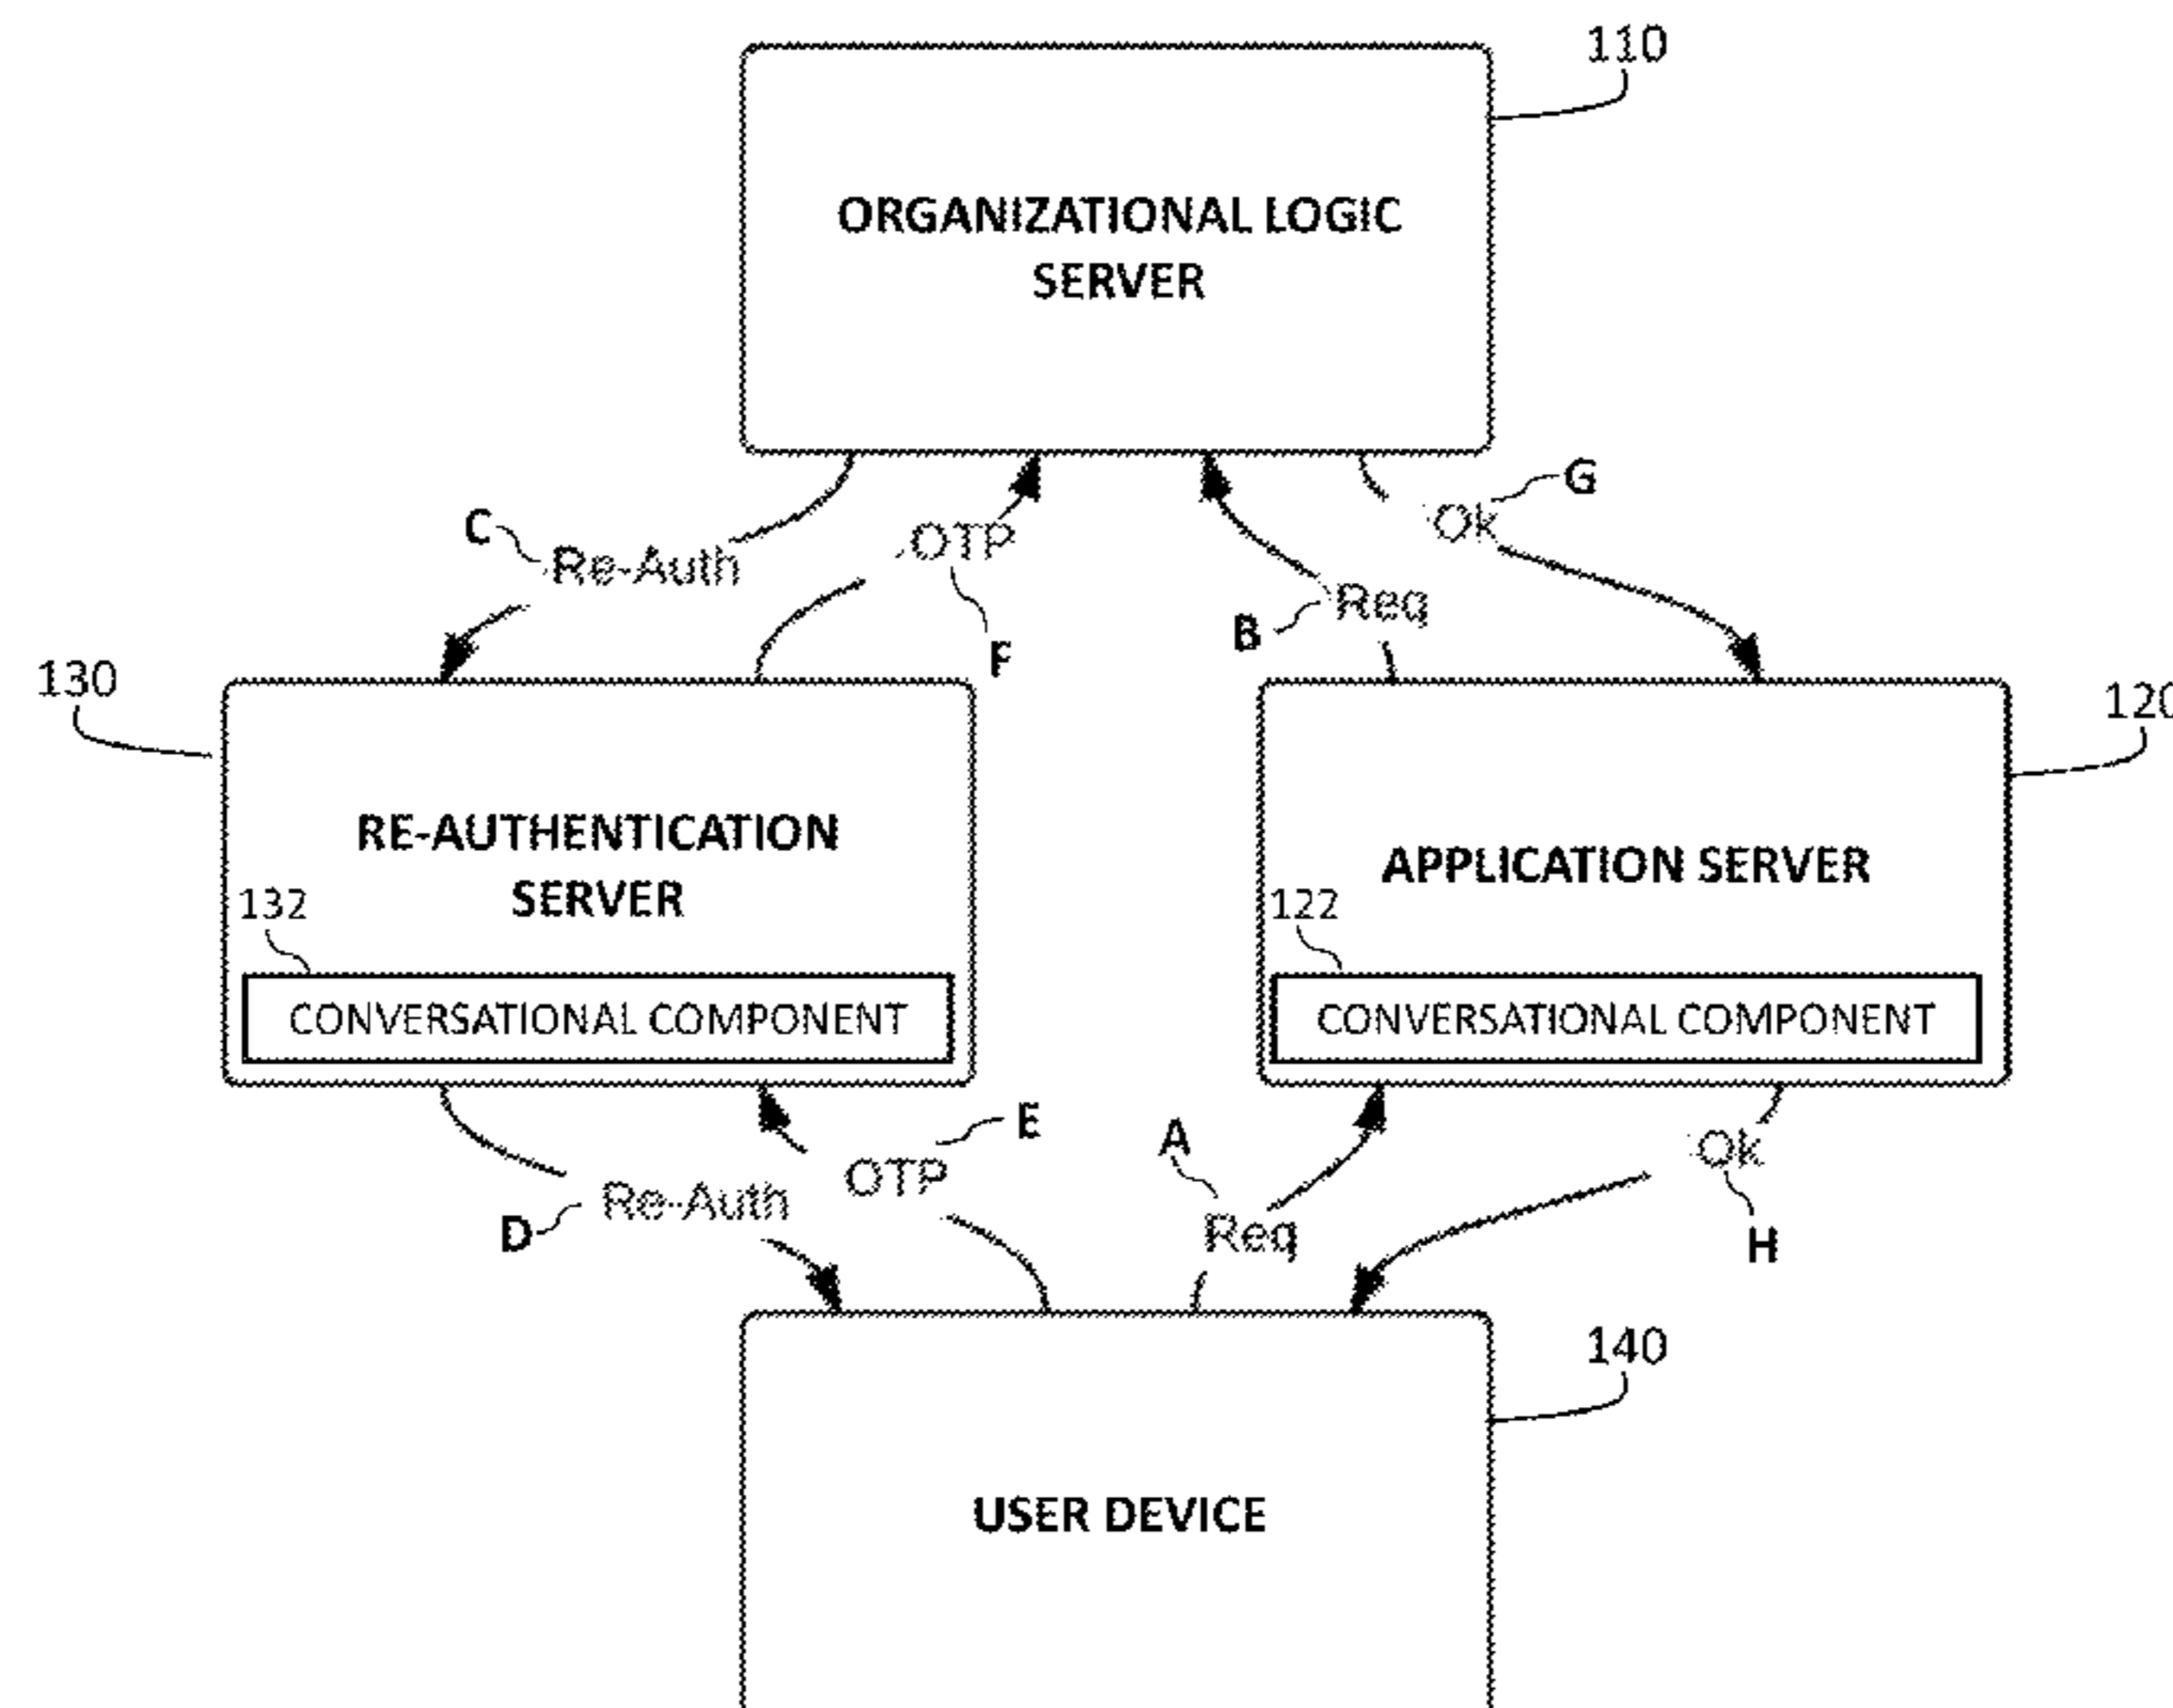 110
ORGANIZATIONAL LOGIC
SERVER
G
Ok
C
Re-Auth
OTP
F
B
Req
130
120
RE-AUTHENTICATION
SERVER
132
CONVERSATIONAL COMPONENT
APPLICATION SERVER
122
CONVERSATIONAL COMPONENT
E
OTP
D
Re-Auth
A
Req
Ok
H
140
USER DEVICE